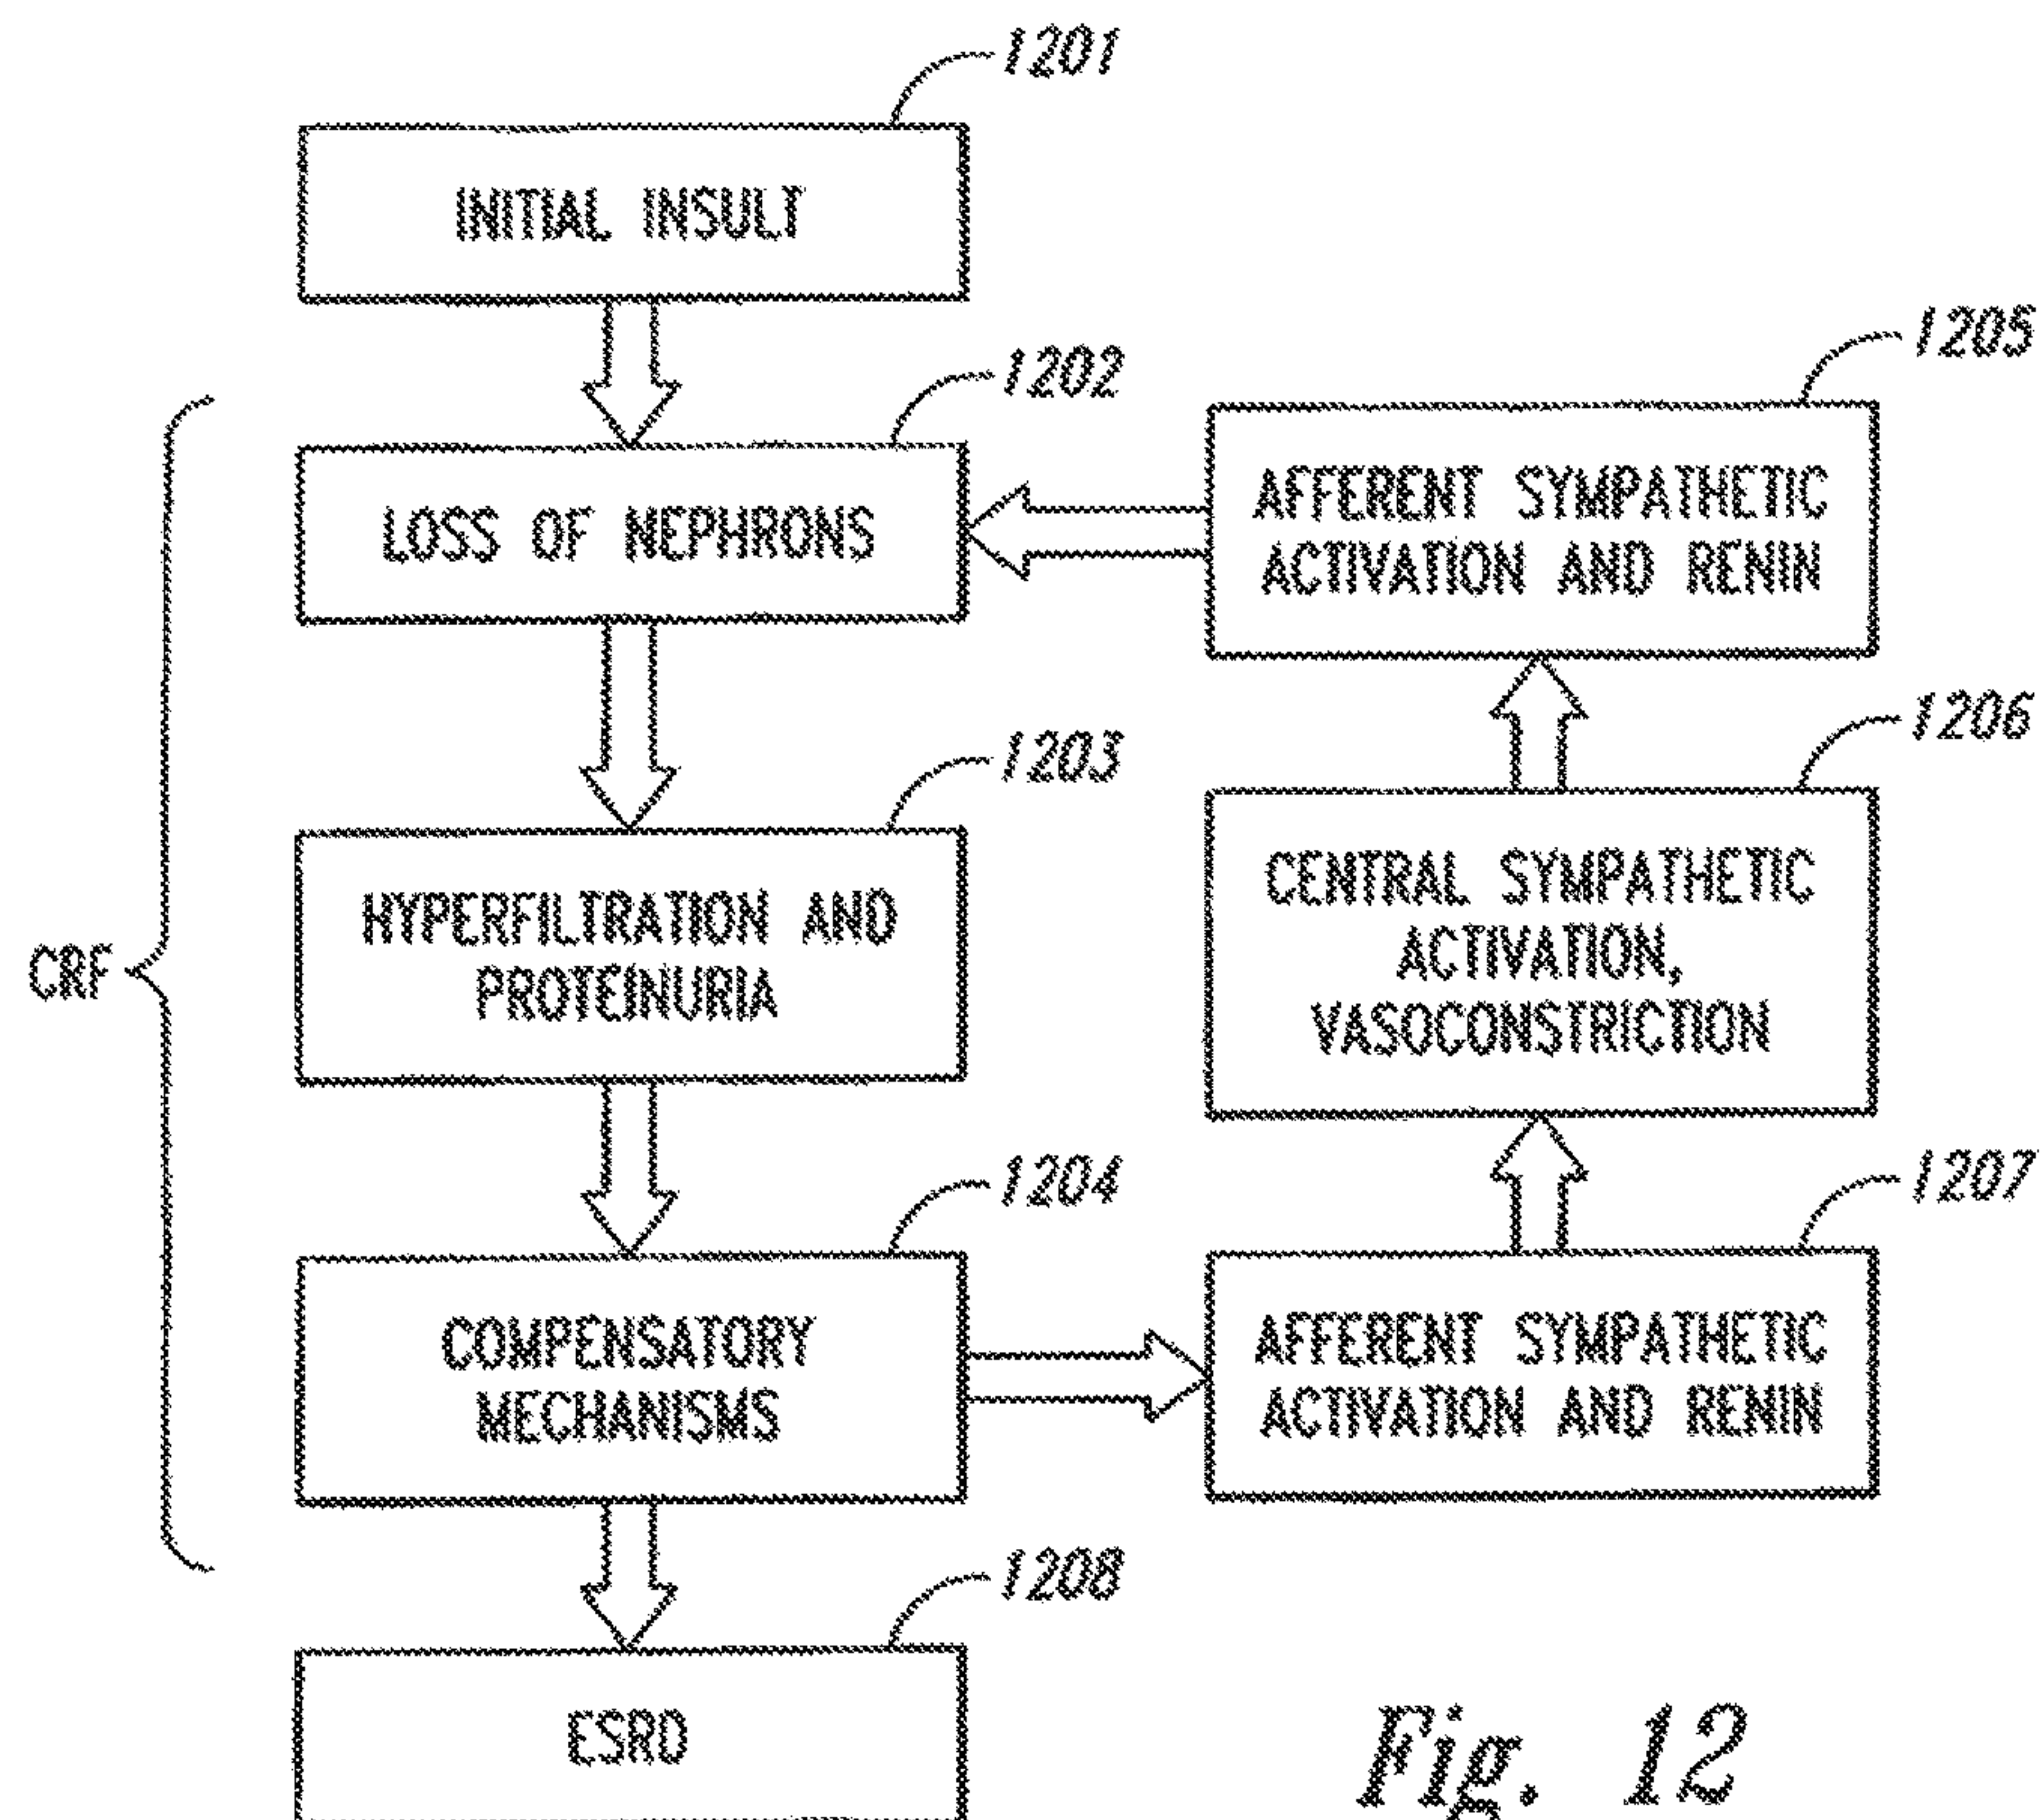 1201
INITIAL INSULT
1202
LOSS OF NEPHRONS
1205
AFFERENT SYMPATHETIC
ACTIVATION AND RENIN
1203
HYPERFILTRATION AND
PROTEINURIA
1206
CENTRAL SYMPATHETIC
ACTIVATION,
VASOCONSTRICTION
CRF
1204
COMPENSATORY
MECHANISMS
1207
AFFERENT SYMPATHETIC
ACTIVATION AND RENIN
1208
ESRD
Fig. 12